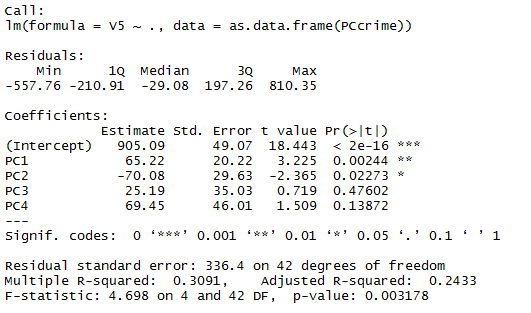 Call:
lm(formula = V5 ~ ., data = as.data.frame(PCcrime))
Residuals:
    Min      1Q  Median      3Q     Max
-557.76 -210.91  -29.08  197.26  810.35
Coefficients:
            Estimate Std. Error t value Pr(>|t|)
(Intercept)   905.09      49.07  18.443  < 2e-16 ***
PC1            65.22      20.22   3.225  0.00244 **
PC2           -70.08      29.63  -2.365  0.02273 *
PC3            25.19      35.03   0.719  0.47602
PC4            69.45      46.01   1.509  0.13872
---
Signif. codes:  0 ‘***’ 0.001 ‘**’ 0.01 ‘*’ 0.05 ‘.’ 0.1 ‘ ’ 1
Residual standard error: 336.4 on 42 degrees of freedom
Multiple R-squared:  0.3091,    Adjusted R-squared:  0.2433
F-statistic: 4.698 on 4 and 42 DF,  p-value: 0.003178